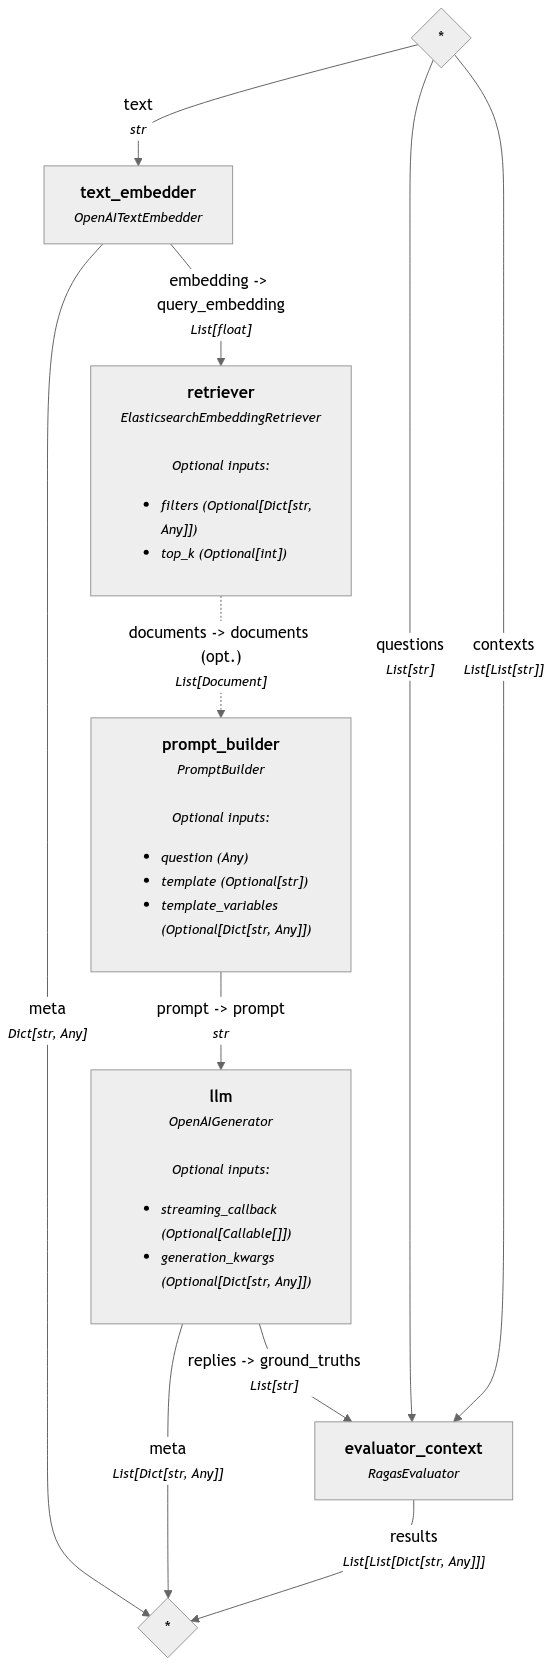 *
text
str
text_embedder
OpenAITextEmbedder
embedding ->
query_embedding
List[float]
retriever
ElasticsearchEmbeddingRetriever
Optional inputs:
• filters (Optional[Dict[str,
Any]])
• top_k (Optional[int])
documents -> documents
(opt.)
List[Document]
questions
List[str]
contexts
List[List[str]]
prompt_builder
PromptBuilder
Optional inputs:
• question (Any)
• template (Optional[str])
• template_variables
(Optional[Dict[str, Any]])
meta
Dict[str, Any]
prompt -> prompt
str
llm
OpenAIGenerator
Optional inputs:
• streaming_callback
(Optional[Callable[]])
• generation_kwargs
(Optional[Dict[str, Any]])
replies -> ground_truths
List[str]
meta
List[Dict[str, Any]]
evaluator_context
RagasEvaluator
results
List[List[Dict[str, Any]]]
*